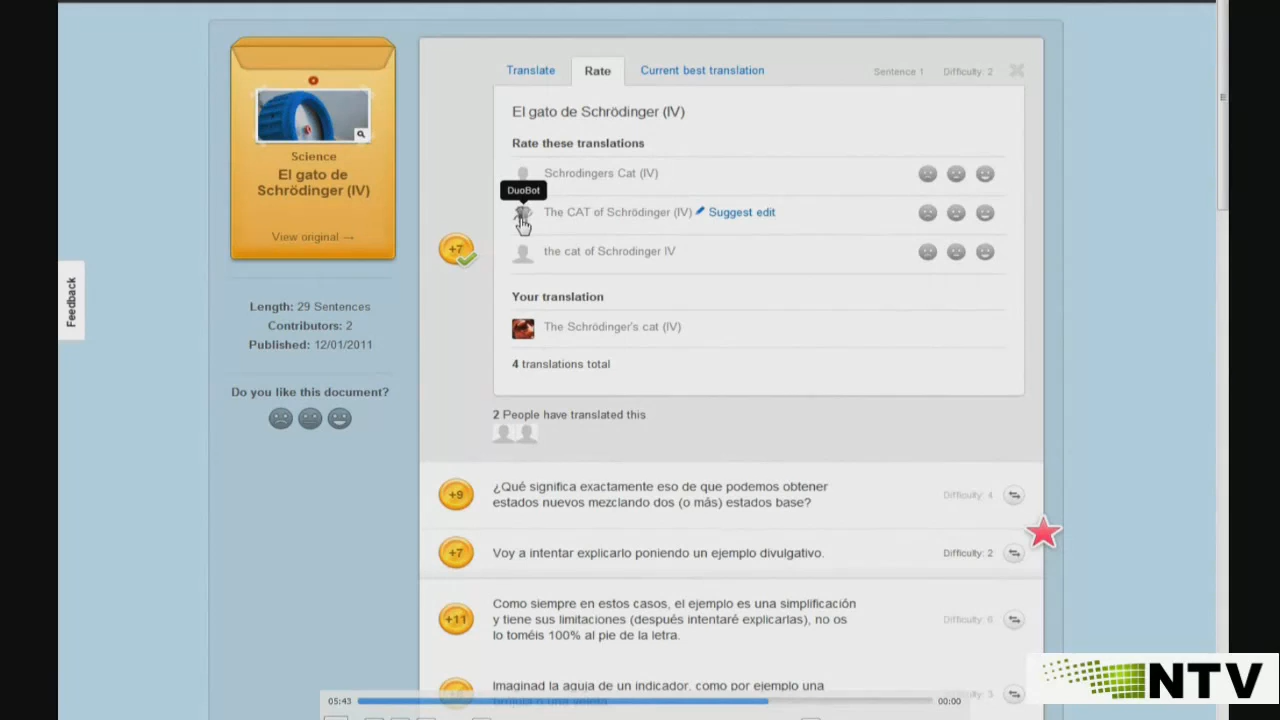 Translate
Rate
Current best translation
Sentence 1
Difficulty: 2
El gato de Schrödinger (IV)
Rate these translations
Schrodingers Cat (IV)
DuoBot
The CAT of Schrödinger (IV)
Suggest edit
+7
the cat of Schrodinger IV
Your translation
The Schrödinger's cat (IV)
4 translations total
2 People have translated this
Science
El gato de
Schrödinger (IV)
View original →
Feedback
Length: 29 Sentences
Contributors: 2
Published: 12/01/2011
Do you like this document?
+9
¿Qué significa exactamente eso de que podemos obtener
estados nuevos mezclando dos (o más) estados base?
Difficulty: 4
+7
Voy a intentar explicarlo poniendo un ejemplo divulgativo.
Difficulty: 2
+11
Como siempre en estos casos, el ejemplo es una simplificación
y tiene sus limitaciones (después intentaré explicarlas), no os
lo toméis 100% al pie de la letra.
Difficulty: 6
Imaginad la aguja de un indicador, como por ejemplo una
05:43
00:00
NTV